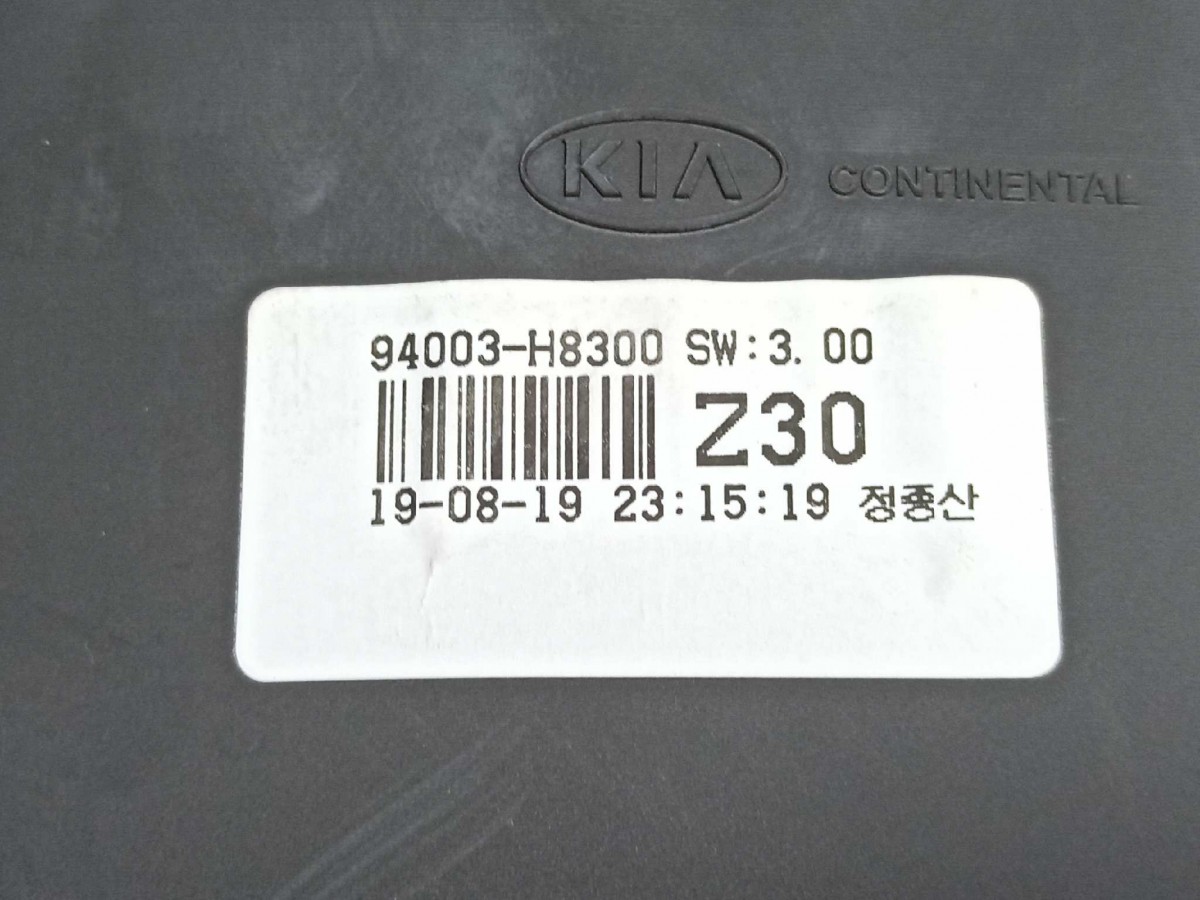 KIA CONTINENTAL
94003-H8300 SW:3.00
Z30
19-08-19 23:15:19 정종산